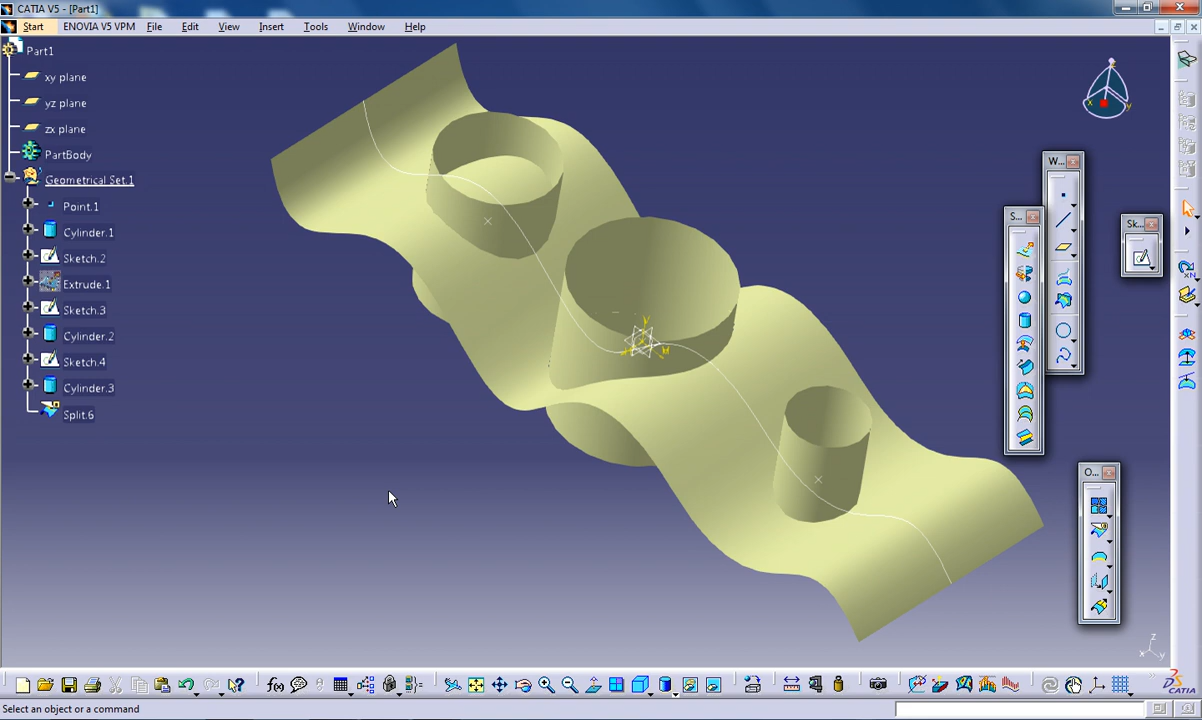 CATIA V5 - [Part1]
Start ENOVIA V5 VPM File Edit View Insert Tools Window Help
Part1
xy plane
yz plane
zx plane
PartBody
Geometrical Set.1
Point.1
Cylinder.1
Sketch.2
Extrude.1
Sketch.3
Cylinder.2
Sketch.4
Cylinder.3
Split.6
W...
S...
Sk...
O...
Select an object or a command